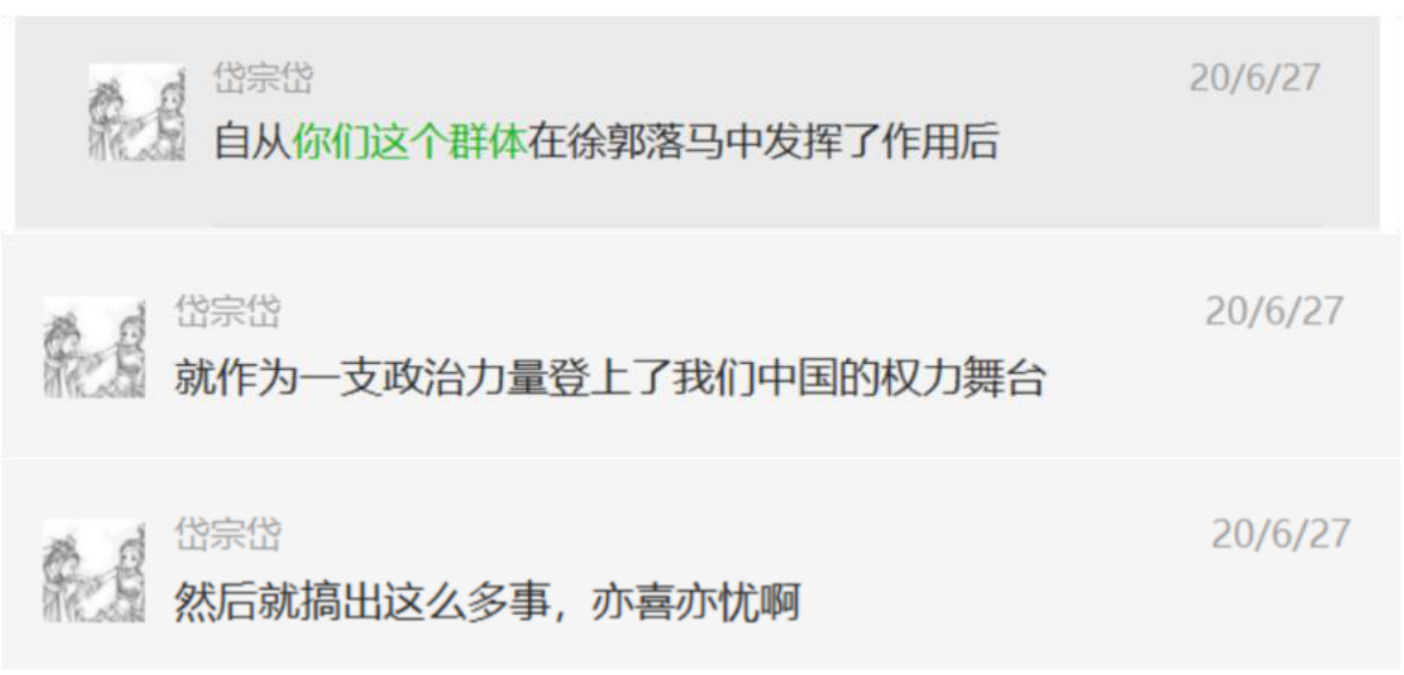 岱宗岱
20/6/27
自从你们这个群体在徐郭落马中发挥了作用后
岱宗岱
20/6/27
就作为一支政治力量登上了我们中国的权力舞台
岱宗岱
20/6/27
然后就搞出这么多事，亦喜亦忧啊